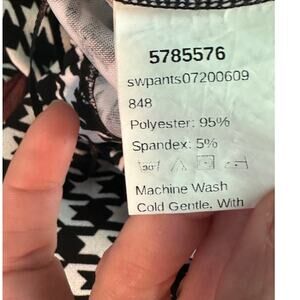 5785576
swpants07200609
848
Polyester: 95%
Spandex: 5%
Machine Wash
Cold Gentle, With